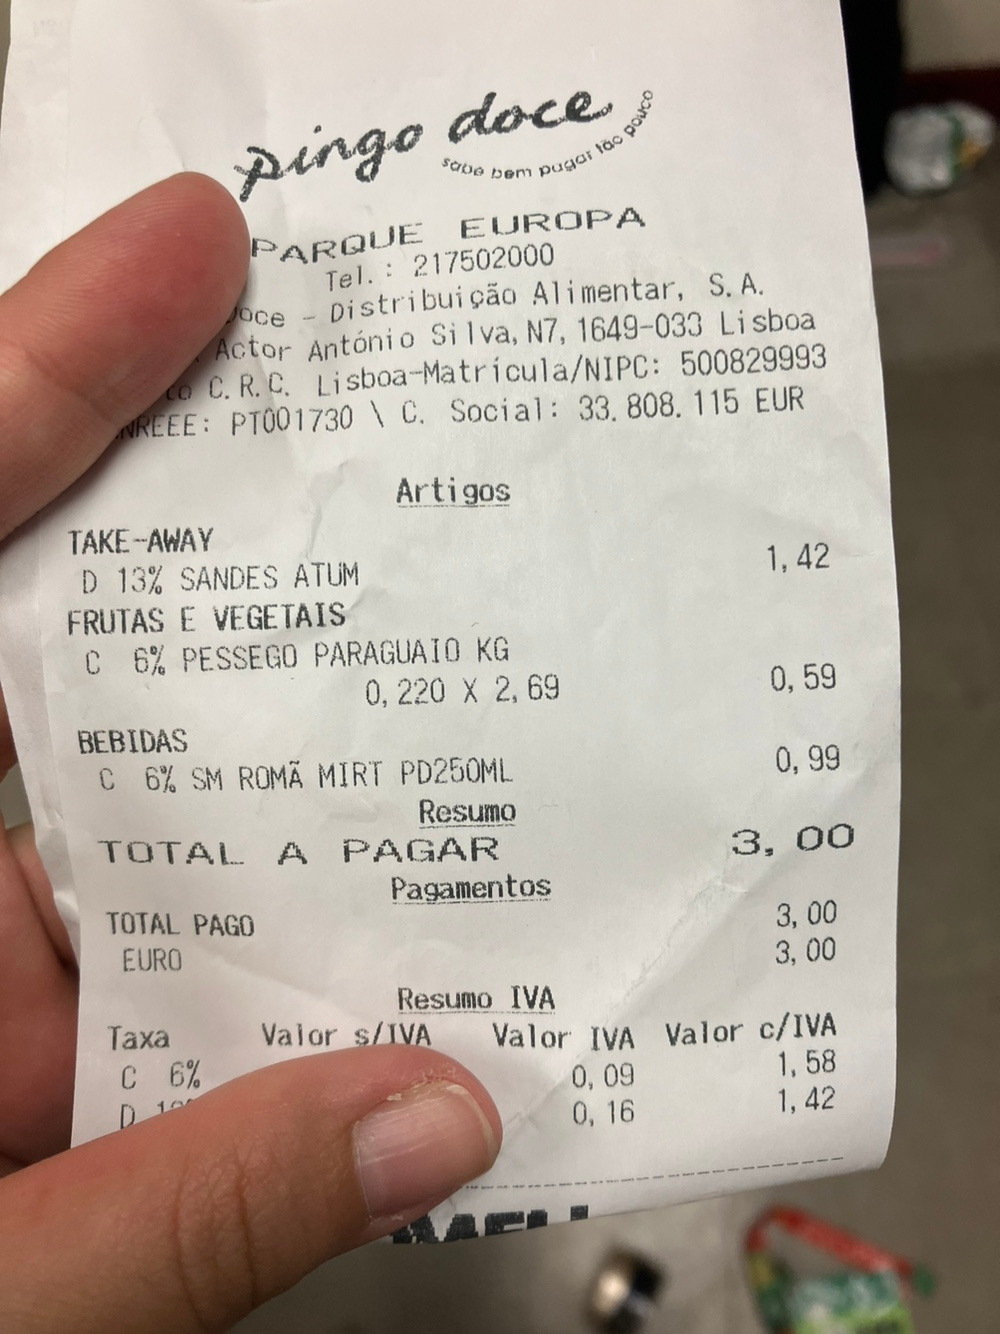 pingo doce
sabe bem pagar tão pouco
PARQUE EUROPA
Tel.: 217502000
Doce - Distribuição Alimentar, S.A.
Actor António Silva, N7, 1649-033 Lisboa
C.R.C. Lisboa-Matrícula/NIPC: 500829993
NREEE: PT001730 \ C. Social: 33.808.115 EUR
Artigos
TAKE-AWAY
D 13% SANDES ATUM 1,42
FRUTAS E VEGETAIS
C 6% PESSEGO PARAGUAIO KG
0,220 X 2,69 0,59
BEBIDAS
C 6% SM ROMÃ MIRT PD250ML 0,99
Resumo
TOTAL A PAGAR 3,00
Pagamentos
TOTAL PAGO 3,00
EURO 3,00
Resumo IVA
Taxa Valor s/IVA Valor IVA Valor c/IVA
C 6% 0,09 1,58
D 0,16 1,42